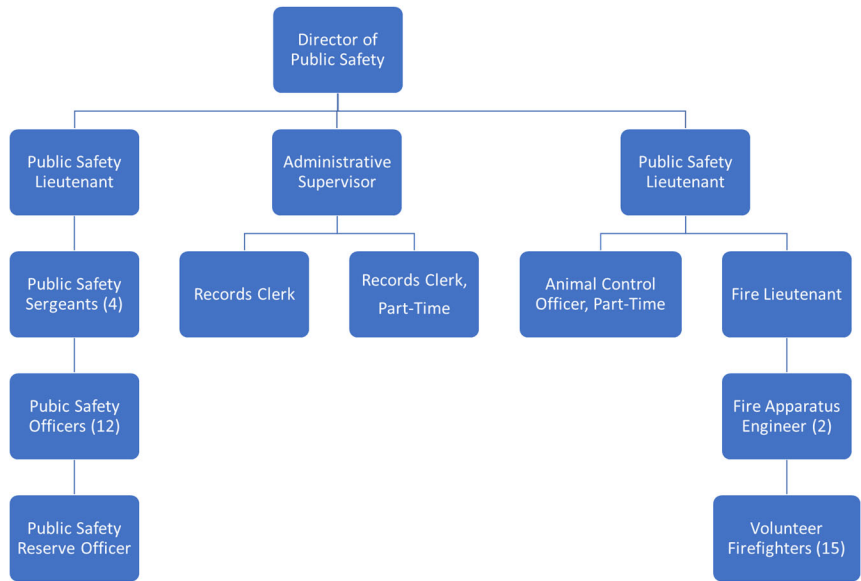 Director of
Public Safety
Public Safety
Lieutenant
Administrative
Supervisor
Public Safety
Lieutenant
Public Safety
Sergeants (4)
Records Clerk
Records Clerk,
Part-Time
Animal Control
Officer, Part-Time
Fire Lieutenant
Pubic Safety
Officers (12)
Fire Apparatus
Engineer (2)
Public Safety
Reserve Officer
Volunteer
Firefighters (15)